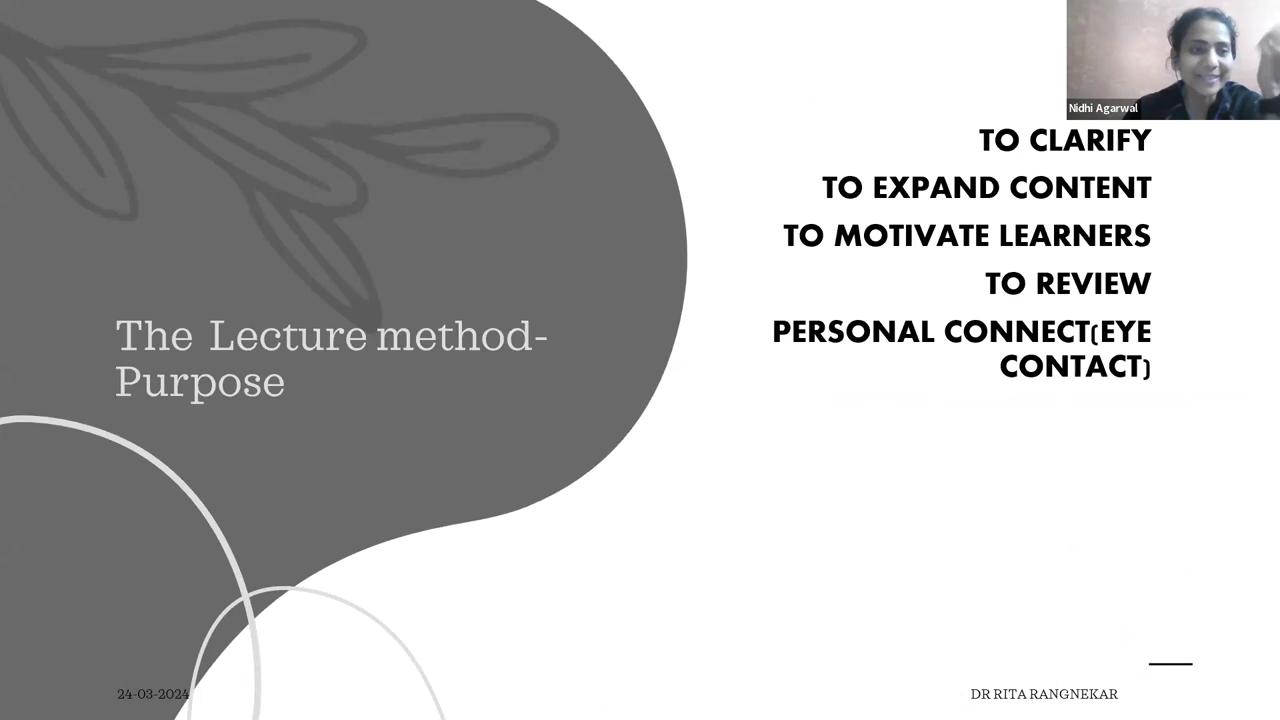 Nidhi Agarwal
TO CLARIFY
TO EXPAND CONTENT
TO MOTIVATE LEARNERS
TO REVIEW
PERSONAL CONNECT(EYE
CONTACT)
The Lecture method-
Purpose
24-03-2024
DR RITA RANGNEKAR